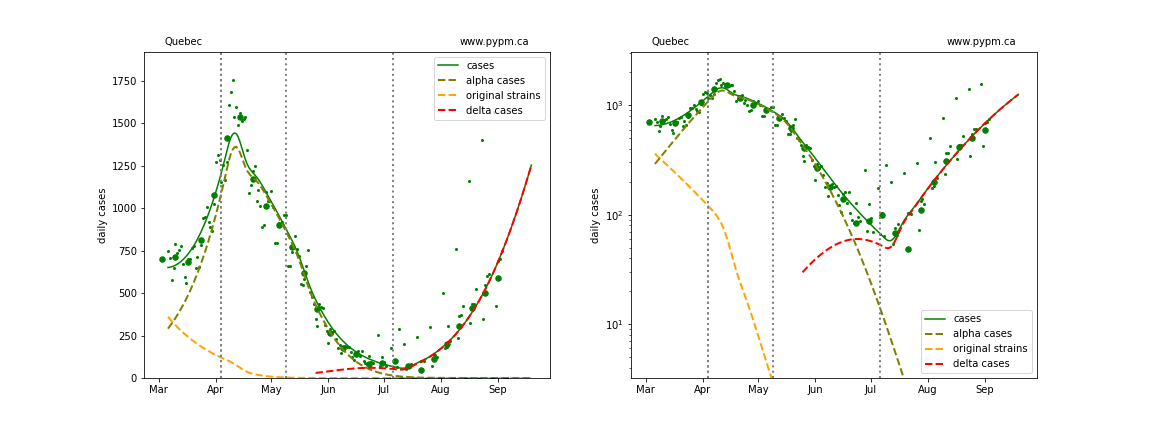 Quebec www.pypm.ca
daily cases
1750
1500
1250
1000
750
500
250
0
Mar Apr May Jun Jul Aug Sep
cases
alpha cases
original strains
delta cases
Quebec www.pypm.ca
daily cases
10³
10²
10¹
Mar Apr May Jun Jul Aug Sep
cases
alpha cases
original strains
delta cases